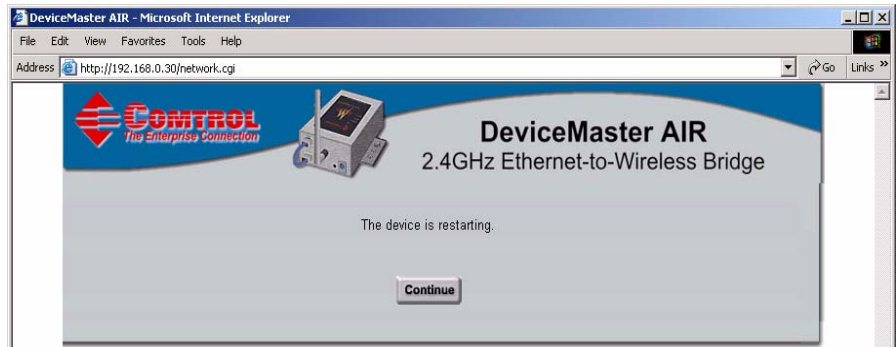 DeviceMaster AIR - Microsoft Internet Explorer
File Edit View Favorites Tools Help
Address http://192.168.0.30/network.cgi Go Links »
COMTROL
The Enterprise Connection
DeviceMaster AIR
2.4GHz Ethernet-to-Wireless Bridge
The device is restarting.
Continue